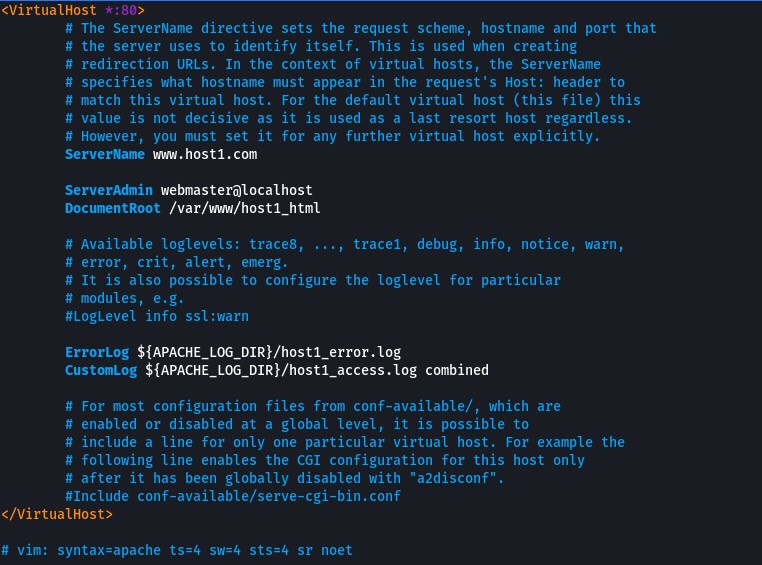 <VirtualHost *:80>
# The ServerName directive sets the request scheme, hostname and port that
# the server uses to identify itself. This is used when creating
# redirection URLs. In the context of virtual hosts, the ServerName
# specifies what hostname must appear in the request's Host: header to
# match this virtual host. For the default virtual host (this file) this
# value is not decisive as it is used as a last resort regardless.
# However, you must set it for any further virtual host explicitly.
ServerName www.host1.com
ServerAdmin webmaster@localhost
DocumentRoot /var/www/host1_html
# Available loglevels: trace8, ..., trace1, debug, info, notice, warn,
# error, crit, alert, emerg.
# It is also possible to configure the loglevel for particular
# modules, e.g.
#LogLevel info ssl:warn
ErrorLog ${APACHE_LOG_DIR}/host1_error.log
CustomLog ${APACHE_LOG_DIR}/host1_access.log combined
# For most configuration files from conf-available/, which are
# enabled or disabled at a global level, it is possible to
# include a line for only one particular virtual host. For example the
# following line enables the CGI configuration for this host only
# after it has been globally disabled with "a2disconf".
#Include conf-available/serve-cgi-bin.conf
</VirtualHost>
# vim: syntax=apache ts=4 sw=4 sts=4 sr noet